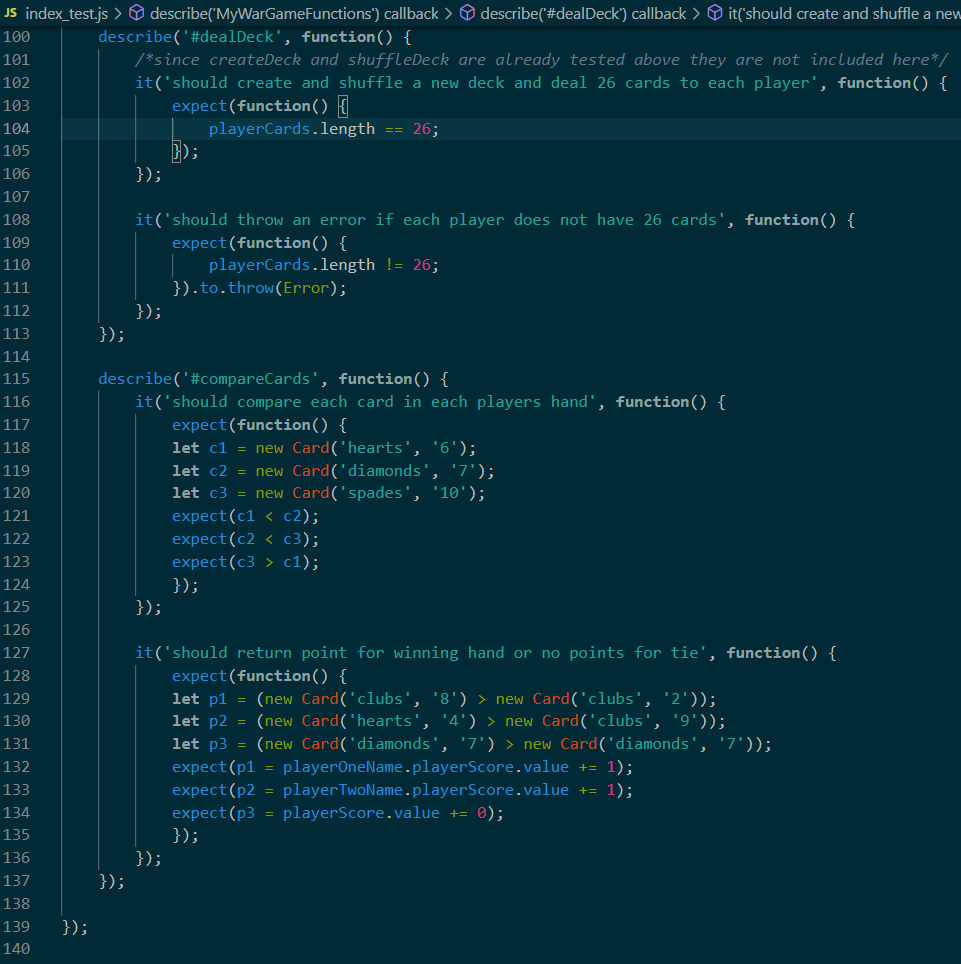 JS index_test.js > describe('MyWarGameFunctions') callback > describe('#dealDeck') callback > it('should create and shuffle a new
100 describe('#dealDeck', function() {
101 /*since createDeck and shuffleDeck are already tested above they are not included here*/
102 it('should create and shuffle a new deck and deal 26 cards to each player', function() {
103 expect(function() {
104 playerCards.length == 26;
105 });
106 });
107
108 it('should throw an error if each player does not have 26 cards', function() {
109 expect(function() {
110 playerCards.length != 26;
111 }).to.throw(Error);
112 });
113 });
114
115 describe('#compareCards', function() {
116 it('should compare each card in each players hand', function() {
117 expect(function() {
118 let c1 = new Card('hearts', '6');
119 let c2 = new Card('diamonds', '7');
120 let c3 = new Card('spades', '10');
121 expect(c1 < c2);
122 expect(c2 < c3);
123 expect(c3 > c1);
124 });
125 });
126
127 it('should return point for winning hand or no points for tie', function() {
128 expect(function() {
129 let p1 = (new Card('clubs', '8') > new Card('clubs', '2'));
130 let p2 = (new Card('hearts', '4') > new Card('clubs', '9'));
131 let p3 = (new Card('diamonds', '7') > new Card('diamonds', '7'));
132 expect(p1 = playerOneName.playerScore.value += 1);
133 expect(p2 = playerTwoName.playerScore.value += 1);
134 expect(p3 = playerScore.value += 0);
135 });
136 });
137 });
138
139 });
140